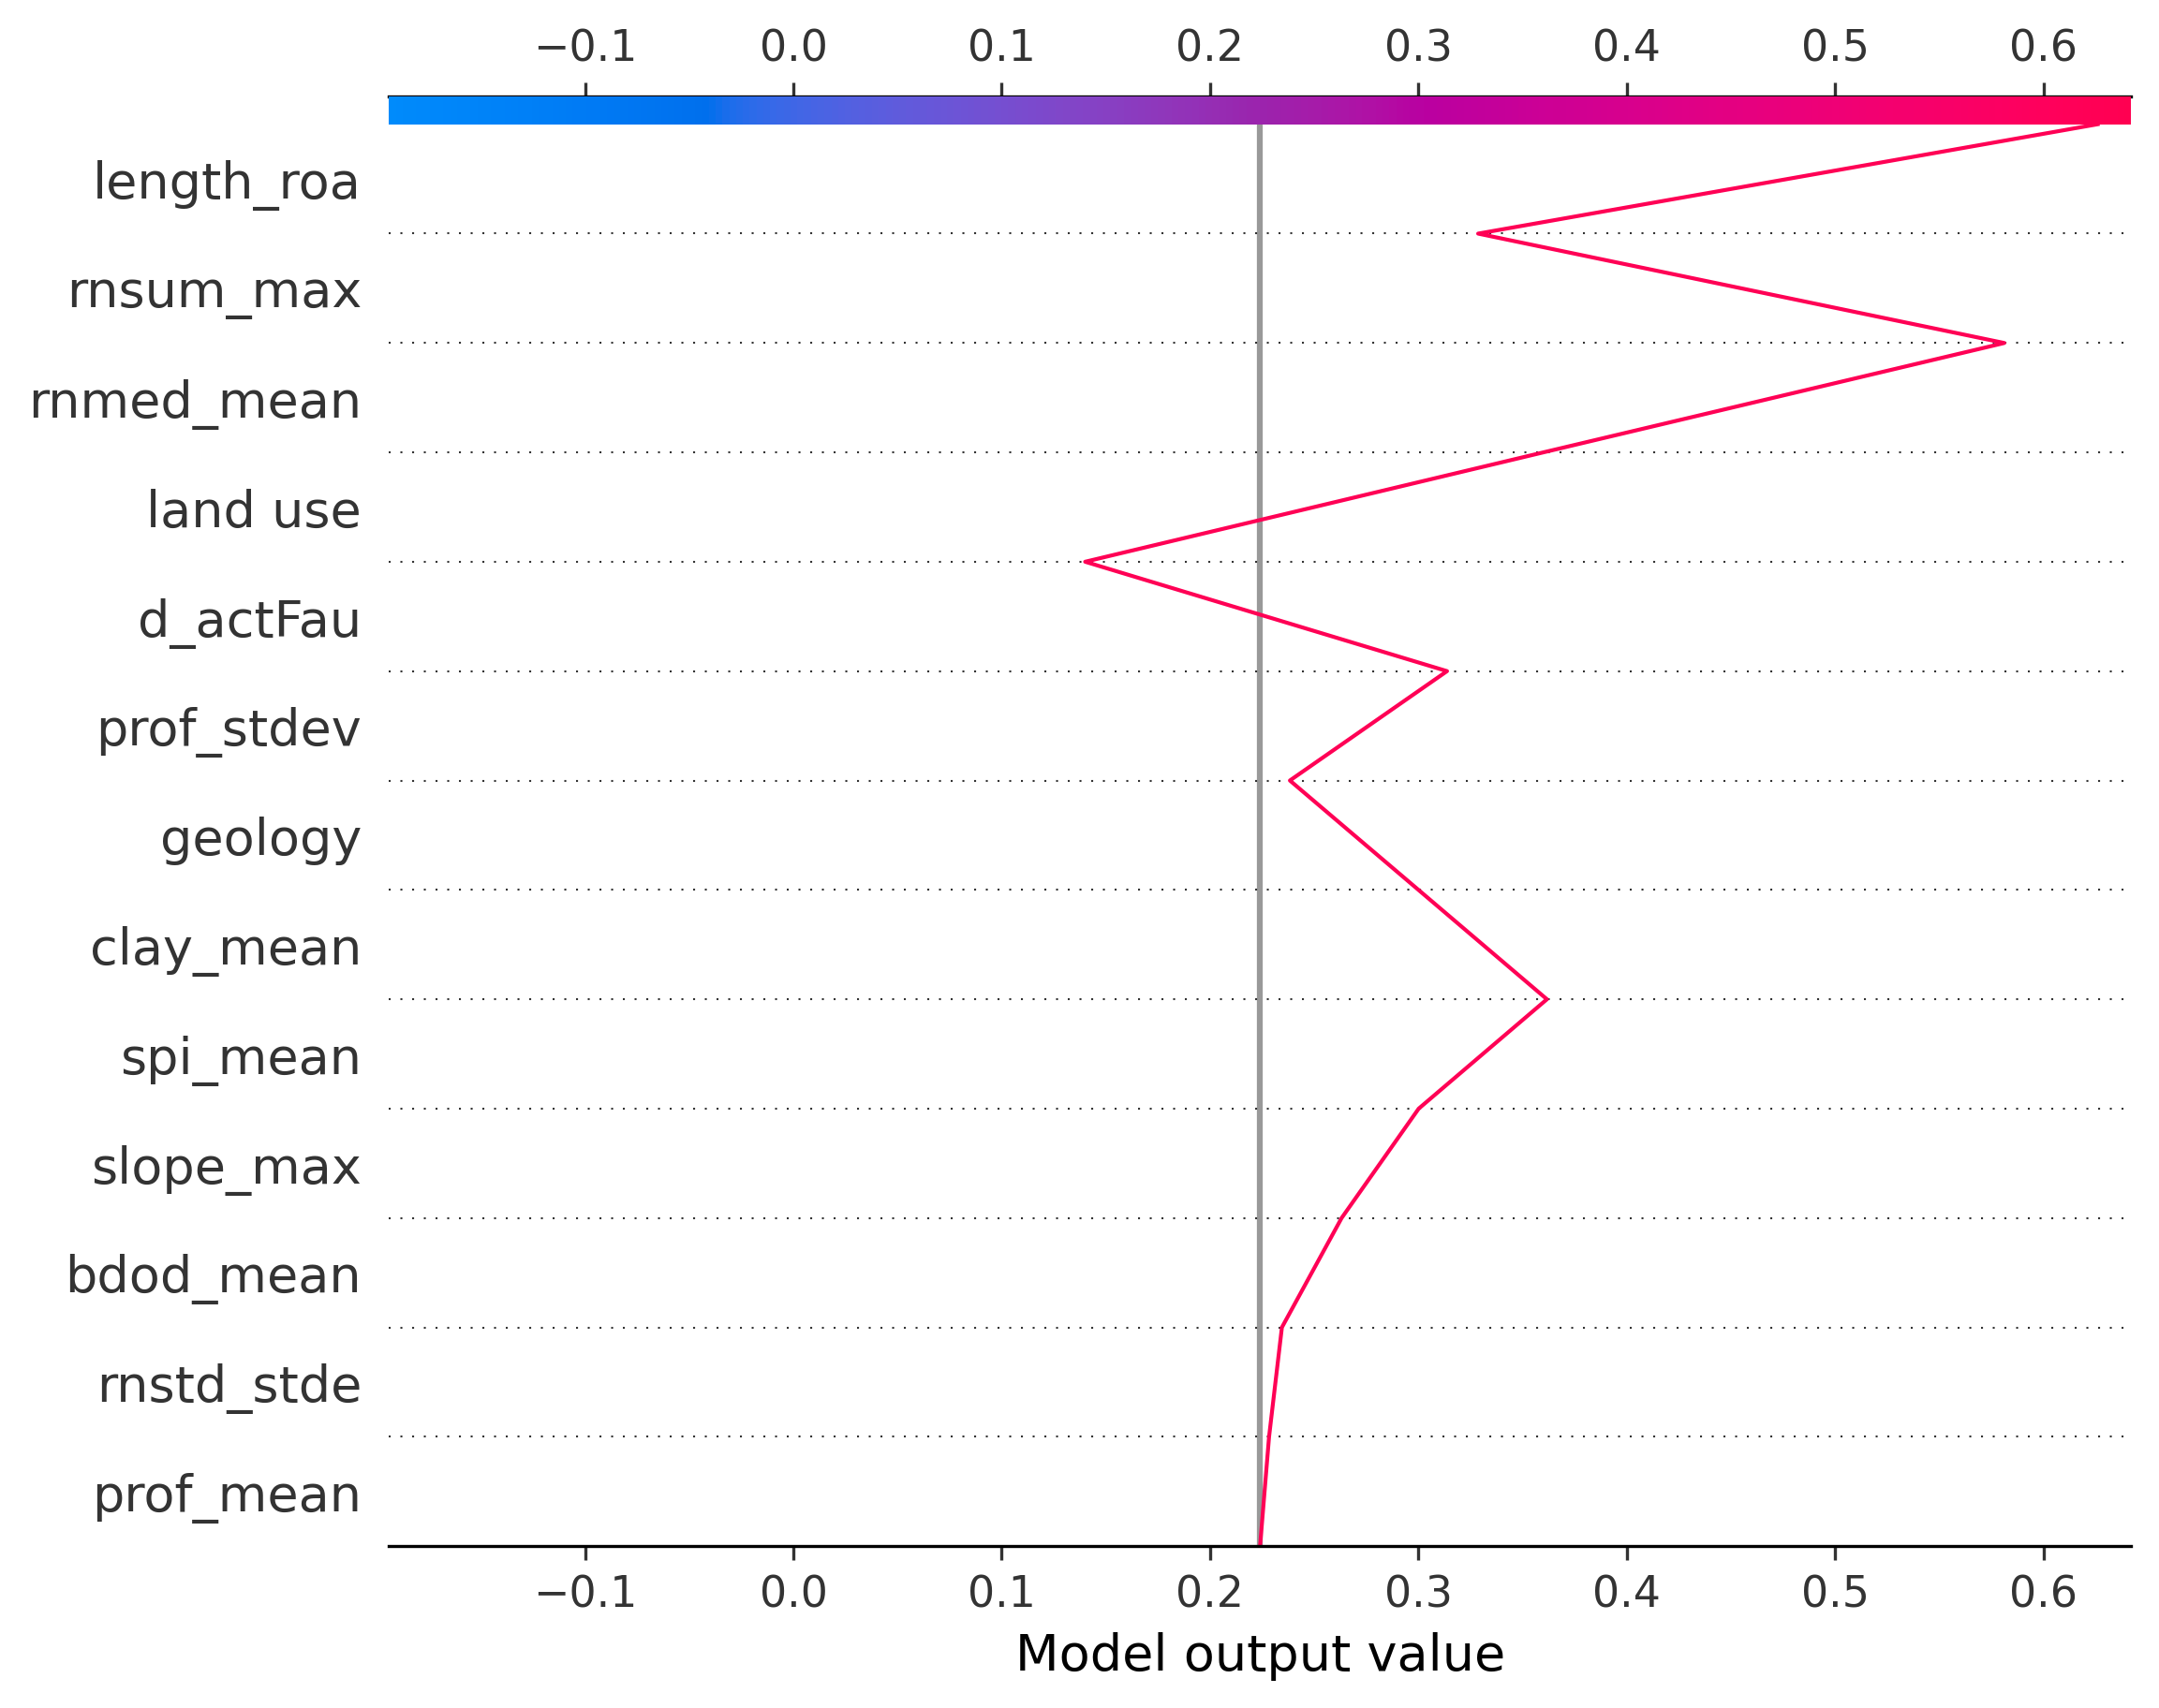 −0.1 0.0 0.1 0.2 0.3 0.4 0.5 0.6
length_roa
rnsum_max
rnmed_mean
land use
d_actFau
prof_stdev
geology
clay_mean
spi_mean
slope_max
bdod_mean
rnstd_stde
prof_mean
−0.1 0.0 0.1 0.2 0.3 0.4 0.5 0.6
Model output value